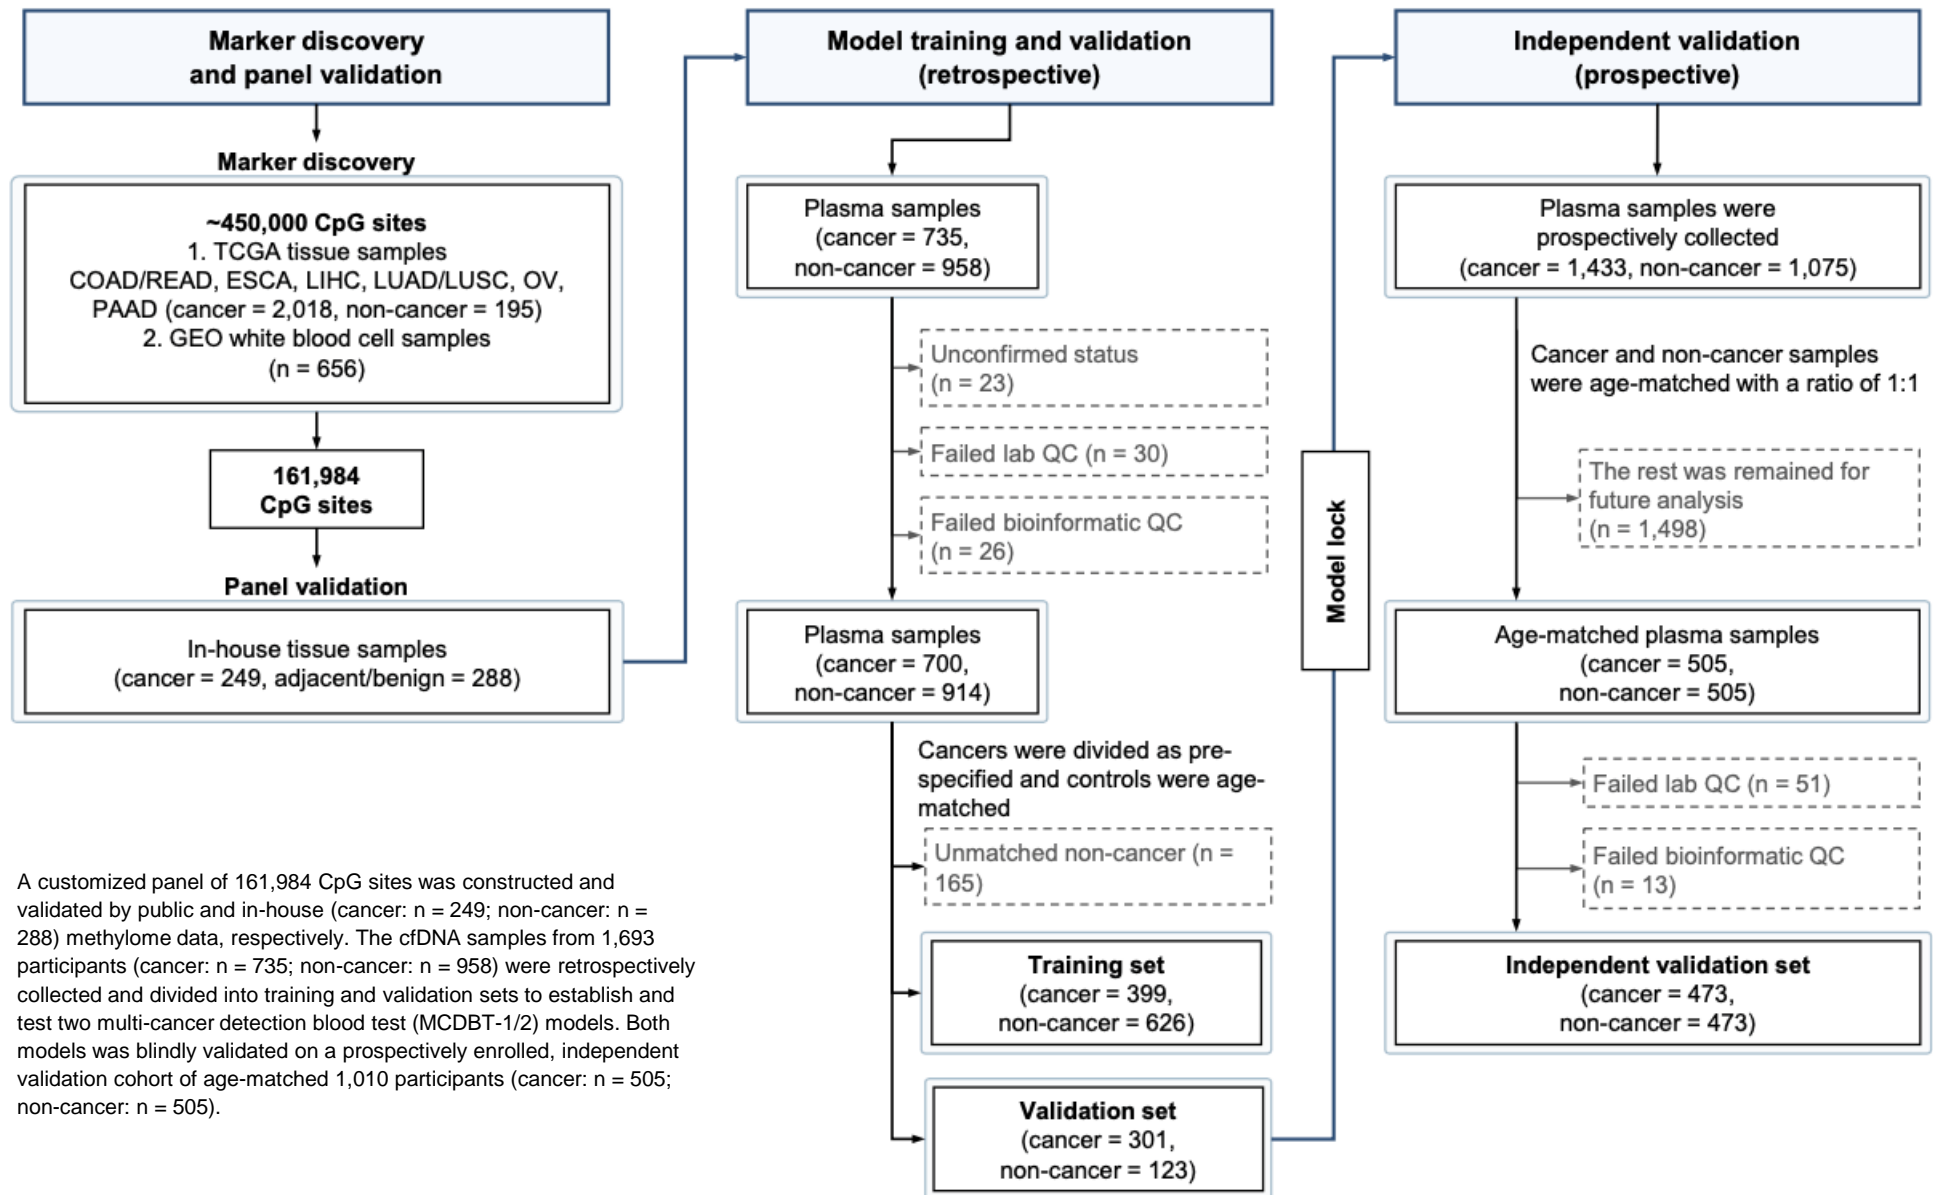 Marker discovery
and panel validation
Marker discovery
~450,000 CpG sites
1. TCGA tissue samples
COAD/READ, ESCA, LIHC, LUAD/LUSC, OV,
PAAD (cancer = 2,018, non-cancer = 195)
2. GEO white blood cell samples
(n = 656)
161,984
CpG sites
Panel validation
In-house tissue samples
(cancer = 249, adjacent/benign = 288)
A customized panel of 161,984 CpG sites was constructed and
validated by public and in-house (cancer: n = 249; non-cancer: n =
288) methylome data, respectively. The cfDNA samples from 1,693
participants (cancer: n = 735; non-cancer: n = 958) were retrospectively
collected and divided into training and validation sets to establish and
test two multi-cancer detection blood test (MCDBT-1/2) models. Both
models was blindly validated on a prospectively enrolled, independent
validation cohort of age-matched 1,010 participants (cancer: n = 505;
non-cancer: n = 505).
Model training and validation
(retrospective)
Plasma samples
(cancer = 735,
non-cancer = 958)
Unconfirmed status
(n = 23)
Failed lab QC (n = 30)
Failed bioinformatic QC
(n = 26)
Plasma samples
(cancer = 700,
non-cancer = 914)
Cancers were divided as pre-
specified and controls were age-
matched
Unmatched non-cancer (n =
165)
Training set
(cancer = 399,
non-cancer = 626)
Validation set
(cancer = 301,
non-cancer = 123)
Model lock
Independent validation
(prospective)
Plasma samples were
prospectively collected
(cancer = 1,433, non-cancer = 1,075)
Cancer and non-cancer samples
were age-matched with a ratio of 1:1
The rest was remained for
future analysis
(n = 1,498)
Age-matched plasma samples
(cancer = 505,
non-cancer = 505)
Failed lab QC (n = 51)
Failed bioinformatic QC
(n = 13)
Independent validation set
(cancer = 473,
non-cancer = 473)